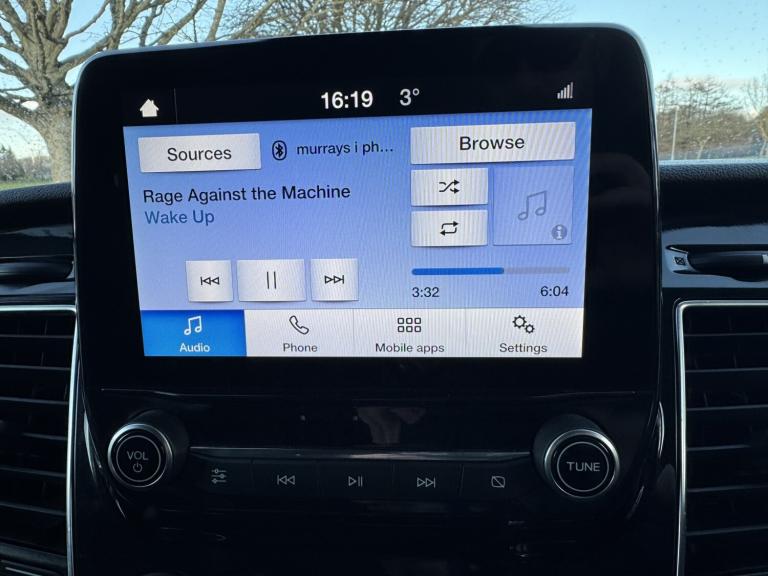 16:19 3°
Sources
murrays i ph...
Browse
Rage Against the Machine
Wake Up
3:32
6:04
Audio
Phone
Mobile apps
Settings
VOL
TUNE